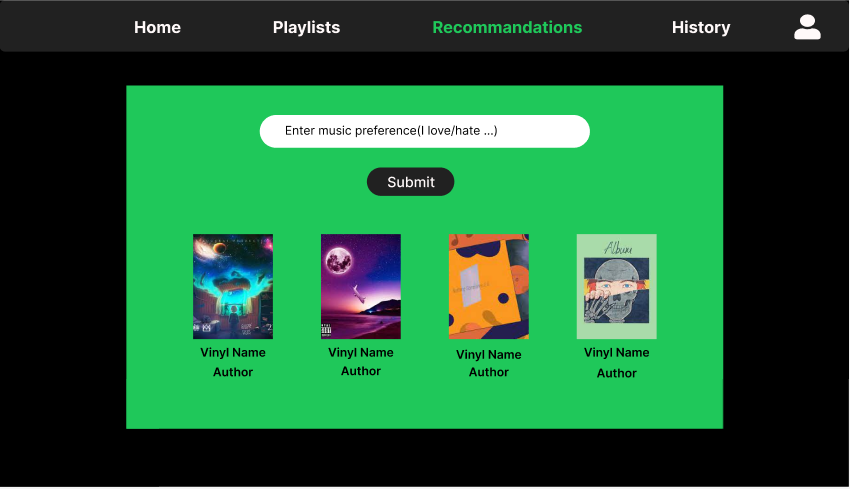 Home Playlists Recommandations History
Enter music preference(I love/hate ...)
Submit
Album
Vinyl Name Vinyl Name Vinyl Name Vinyl Name
Author Author Author Author